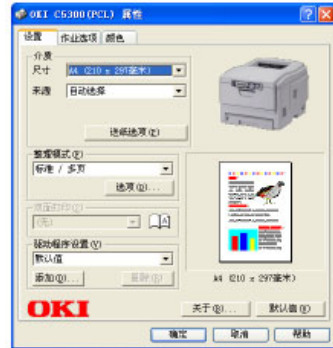 OKI C5300(PCL) 属性
设置 作业选项 颜色
介质
尺寸 A4 (210 x 297毫米)
来源 自动选择
送纸选项(E)
整理模式(F)
标准 / 多页
选项(O)...
双面打印(P)
(无)
驱动程序设置(V)
默认值
添加(D)... 删除(R)
A4 (210 x 297毫米)
OKI
关于(B)... 默认值(U)
确定 取消 帮助